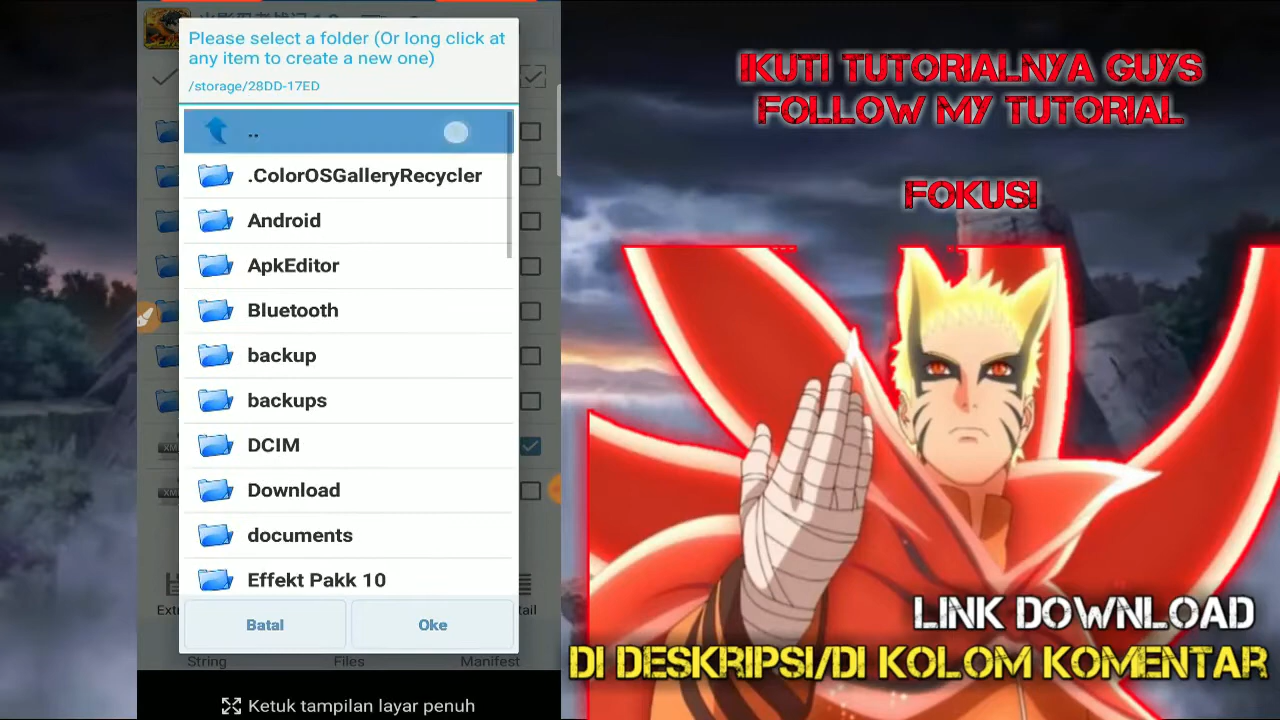 Please select a folder (Or long click at
any item to create a new one)
/storage/28DD-17ED
..
.ColorOSGalleryRecycler
Android
ApkEditor
Bluetooth
backup
backups
DCIM
Download
documents
Effekt Pakk 10
Batal
Oke
String
Files
Manifest
Ketuk tampilan layar penuh
IKUTI TUTORIALNYA GUYS
FOLLOW MY TUTORIAL
FOKUS!
LINK DOWNLOAD
DI DESKRIPSI/DI KOLOM KOMENTAR